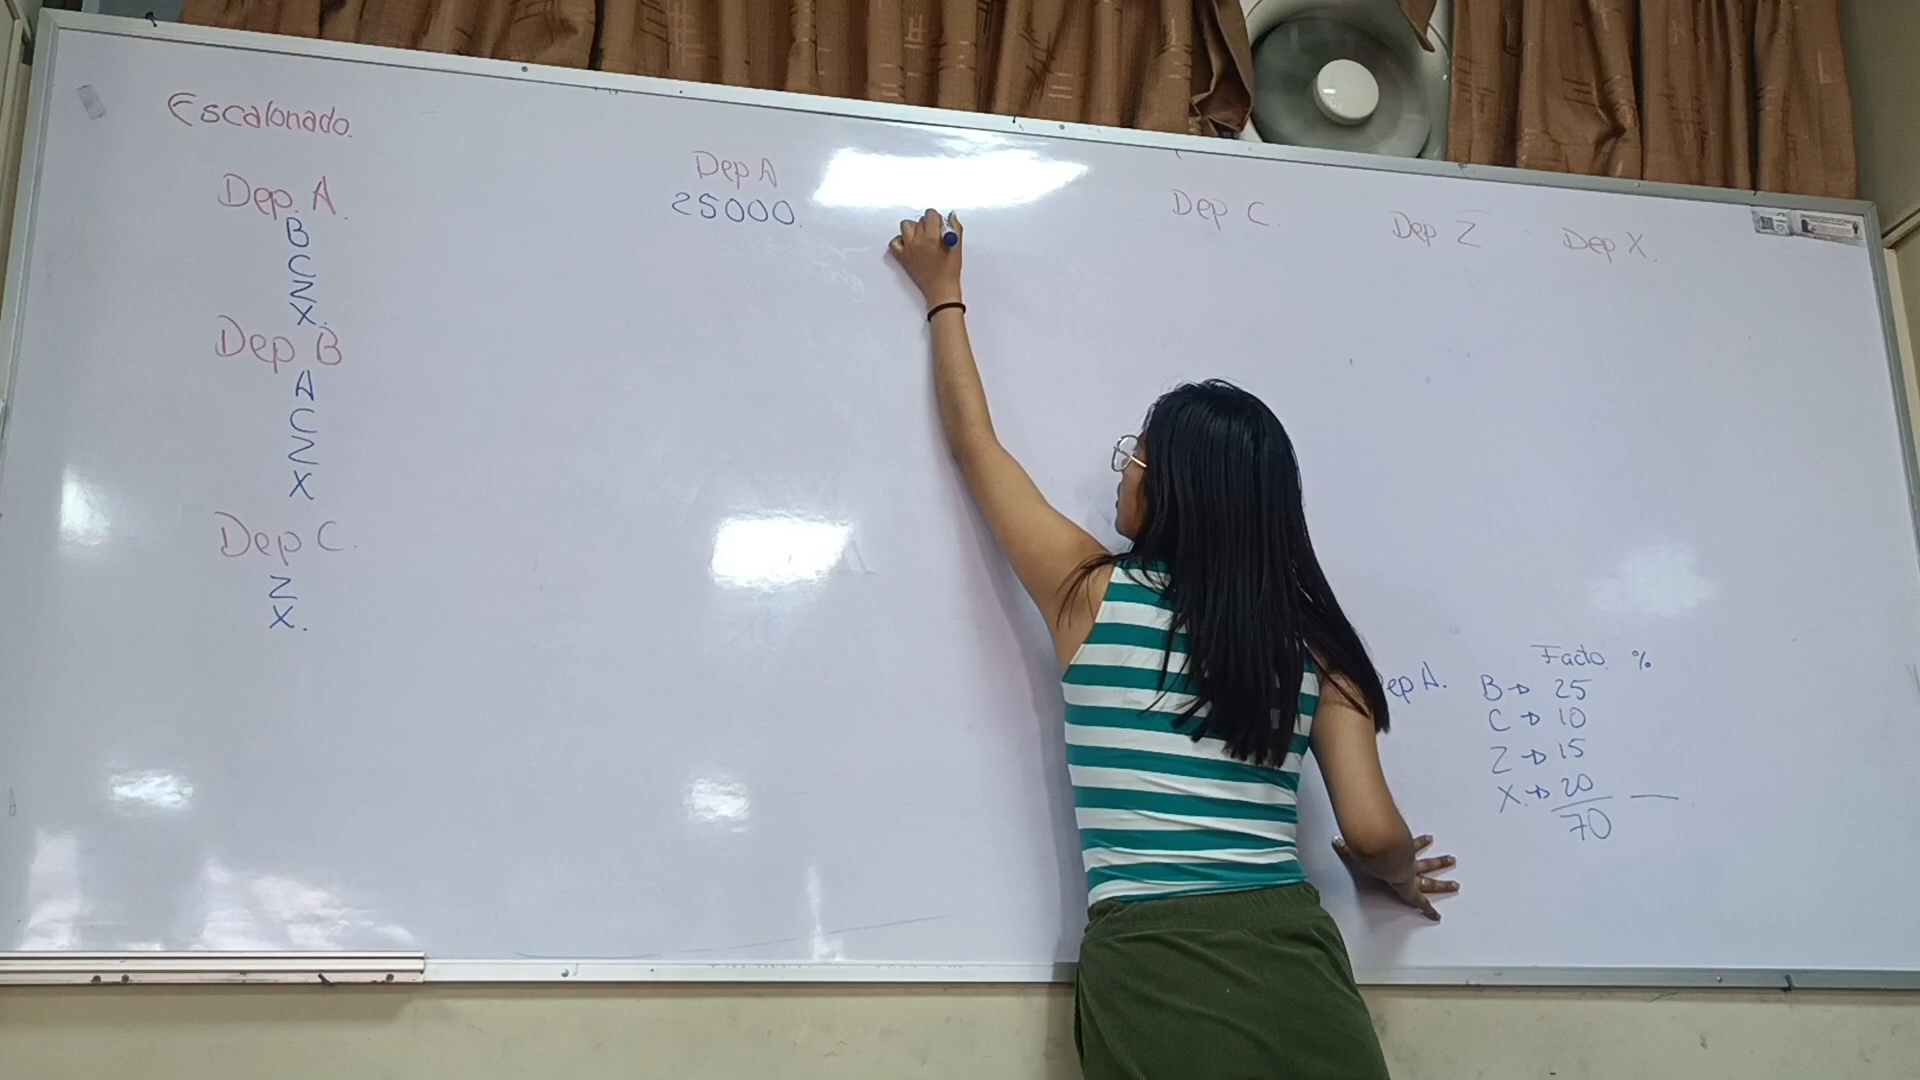 Escalonado.
Dep. A.
B
C
Z
X.
Dep B
A
C
Z
X
Dep C.
Z
X.
Dep A
25000.
Dep C
Dep Z
Dep X.
Facto. %
Dep A. B→ 25
C → 10
Z → 15
X.→ 20
70